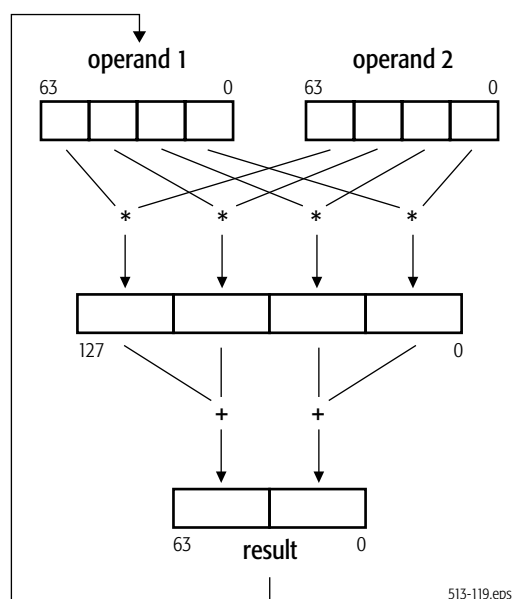 operand 1 operand 2
63 0 63 0
* * * *
127 0
+ +
63 result 0
513-119.eps